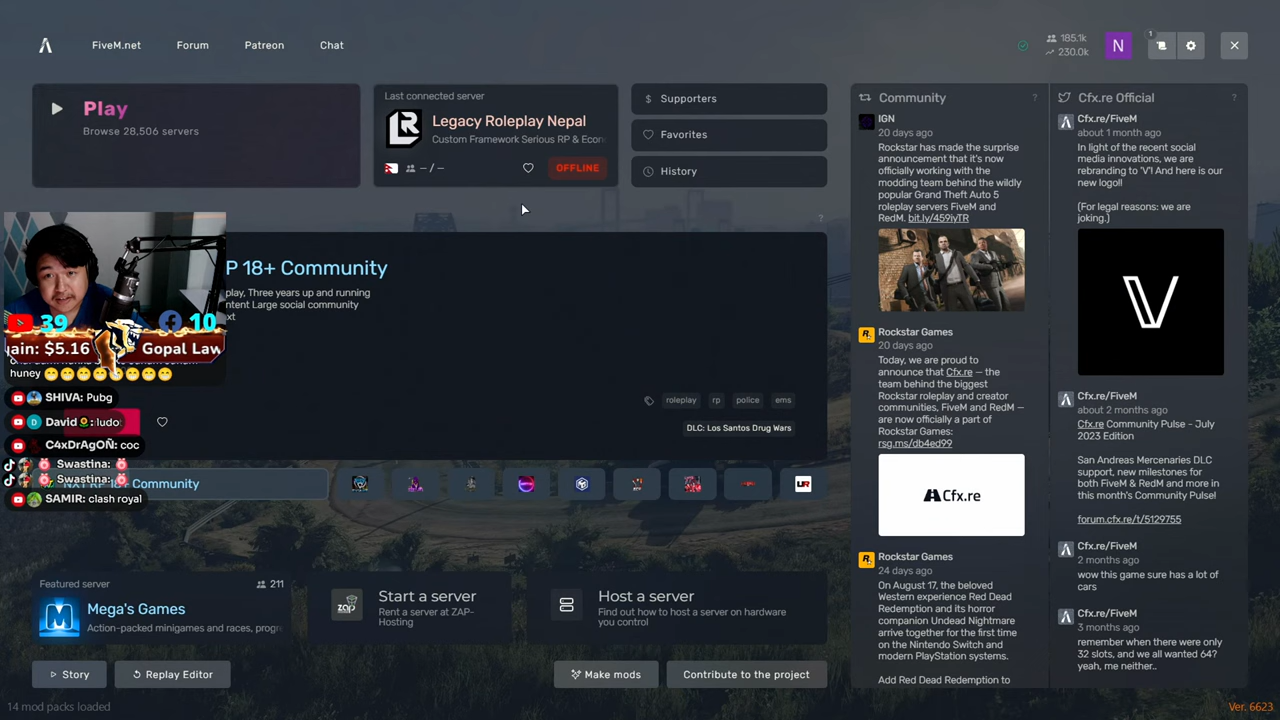 FiveM.net
Forum
Patreon
Chat
185.1k
230.0k
N
1
Play
Browse 28,506 servers
Last connected server
LR
Legacy Roleplay Nepal
Custom Framework Serious RP & Econ
– / –
OFFLINE
$ Supporters
Favorites
History
?
P 18+ Community
play, Three years up and running
ntent Large social community
xt
roleplay
rp
police
ems
DLC: Los Santos Drug Wars
39
10
gain: $5.16
Gopal Law
huney 😁😁😁😁😁😁😁
SHIVA: Pubg
David🌻: ludo
C4xDrAgOÑ: coc
Swastina:
Swastina:
SAMIR: clash royal
Community
UR
Featured server
211
Mega's Games
Action-packed minigames and races, progr
ZAP
Start a server
Rent a server at ZAP-
Hosting
Host a server
Find out how to host a server on hardware
you control
Story
Replay Editor
Make mods
Contribute to the project
14 mod packs loaded
Community
?
IGN
20 days ago
Rockstar has made the surprise
announcement that it's now
officially working with the
modding team behind the wildly
popular Grand Theft Auto 5
roleplay servers FiveM and
RedM. bit.ly/459iyTR
Rockstar Games
20 days ago
Today, we are proud to
announce that Cfx.re — the
team behind the biggest
Rockstar roleplay and creator
communities, FiveM and RedM —
are now officially a part of
Rockstar Games:
rsg.ms/db4ed99
Cfx.re
Rockstar Games
24 days ago
On August 17, the beloved
Western experience Red Dead
Redemption and its horror
companion Undead Nightmare
arrive together for the first time
on the Nintendo Switch and
modern PlayStation systems.
Add Red Dead Redemption to
Cfx.re Official
?
Cfx.re/FiveM
about 1 month ago
In light of the recent social
media innovations, we are
rebranding to 'V'! And here is our
new logo!!
(For legal reasons: we are
joking.)
V
Cfx.re/FiveM
about 2 months ago
Cfx.re Community Pulse - July
2023 Edition
San Andreas Mercenaries DLC
support, new milestones for
both FiveM & RedM and more in
this month's Community Pulse!
forum.cfx.re/t/5129755
Cfx.re/FiveM
2 months ago
wow this game sure has a lot of
cars
Cfx.re/FiveM
3 months ago
remember when there were only
32 slots, and we all wanted 64?
yeah, me neither..
Ver. 6623